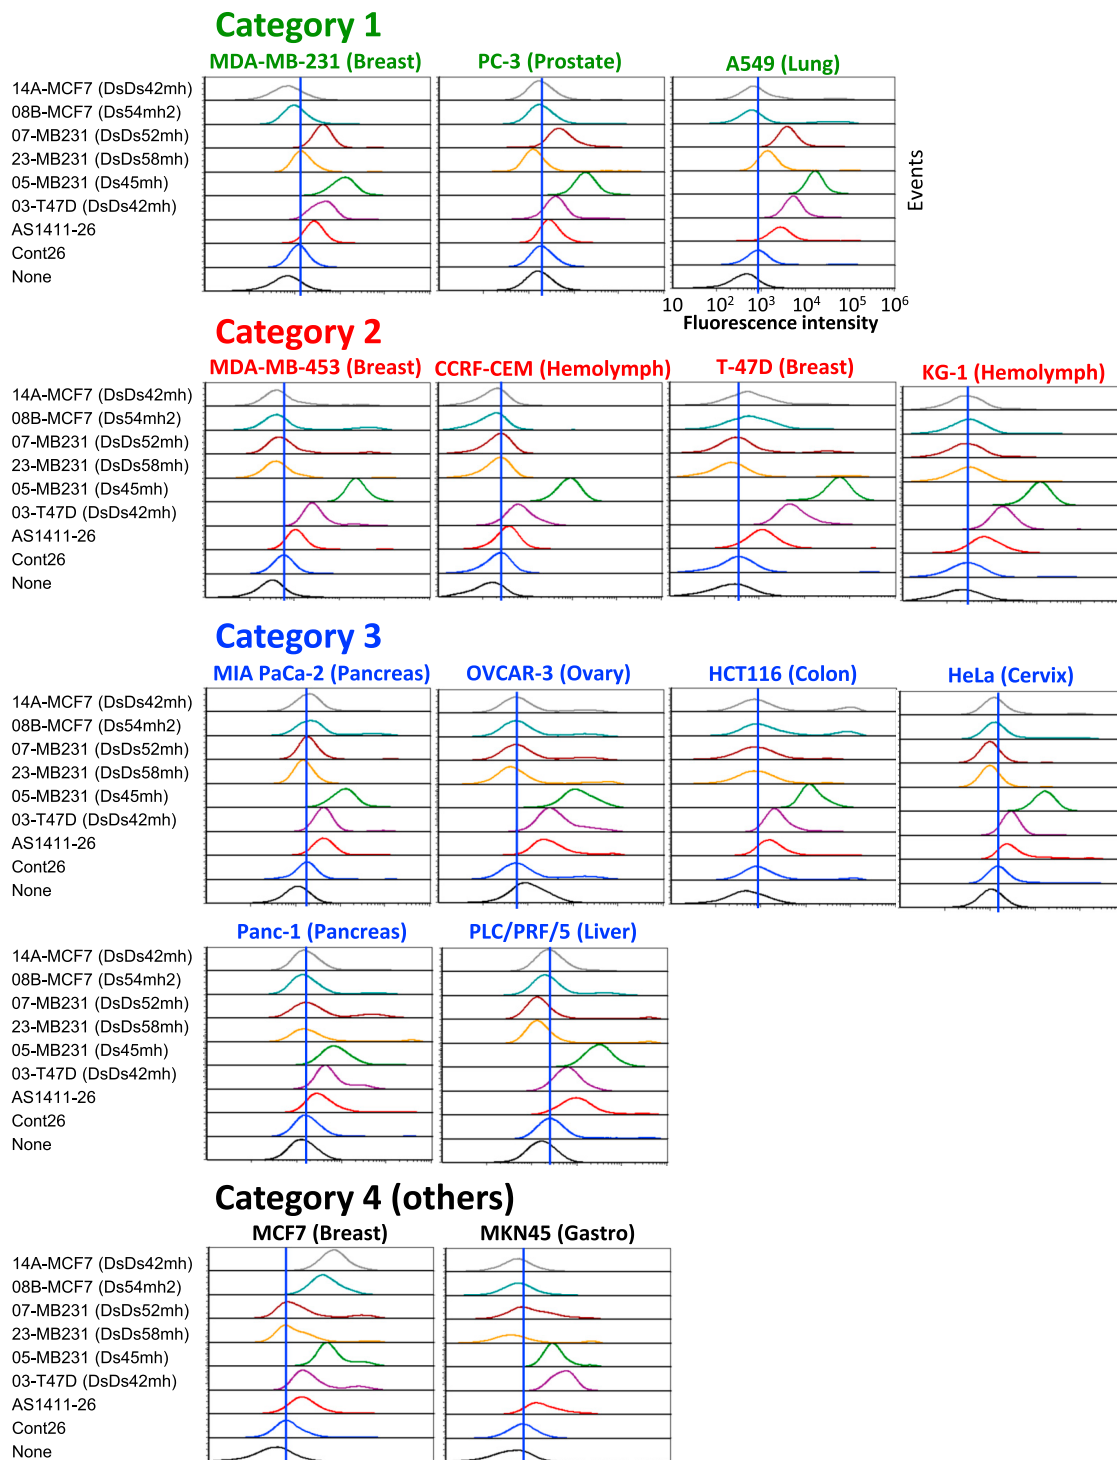 Category 1
MDA-MB-231 (Breast) PC-3 (Prostate) A549 (Lung)
14A-MCF7 (DsDs42mh)
08B-MCF7 (Ds54mh2)
07-MB231 (DsDs52mh)
23-MB231 (DsDs58mh)
05-MB231 (Ds45mh)
03-T47D (DsDs42mh)
AS1411-26
Cont26
None
Events
10 10² 10³ 10⁴ 10⁵ 10⁶
Fluorescence intensity
Category 2
MDA-MB-453 (Breast) CCRF-CEM (Hemolymph) T-47D (Breast) KG-1 (Hemolymph)
14A-MCF7 (DsDs42mh)
08B-MCF7 (Ds54mh2)
07-MB231 (DsDs52mh)
23-MB231 (DsDs58mh)
05-MB231 (Ds45mh)
03-T47D (DsDs42mh)
AS1411-26
Cont26
None
Category 3
MIA PaCa-2 (Pancreas) OVCAR-3 (Ovary) HCT116 (Colon) HeLa (Cervix)
14A-MCF7 (DsDs42mh)
08B-MCF7 (Ds54mh2)
07-MB231 (DsDs52mh)
23-MB231 (DsDs58mh)
05-MB231 (Ds45mh)
03-T47D (DsDs42mh)
AS1411-26
Cont26
None
Panc-1 (Pancreas) PLC/PRF/5 (Liver)
14A-MCF7 (DsDs42mh)
08B-MCF7 (Ds54mh2)
07-MB231 (DsDs52mh)
23-MB231 (DsDs58mh)
05-MB231 (Ds45mh)
03-T47D (DsDs42mh)
AS1411-26
Cont26
None
Category 4 (others)
MCF7 (Breast) MKN45 (Gastro)
14A-MCF7 (DsDs42mh)
08B-MCF7 (Ds54mh2)
07-MB231 (DsDs52mh)
23-MB231 (DsDs58mh)
05-MB231 (Ds45mh)
03-T47D (DsDs42mh)
AS1411-26
Cont26
None